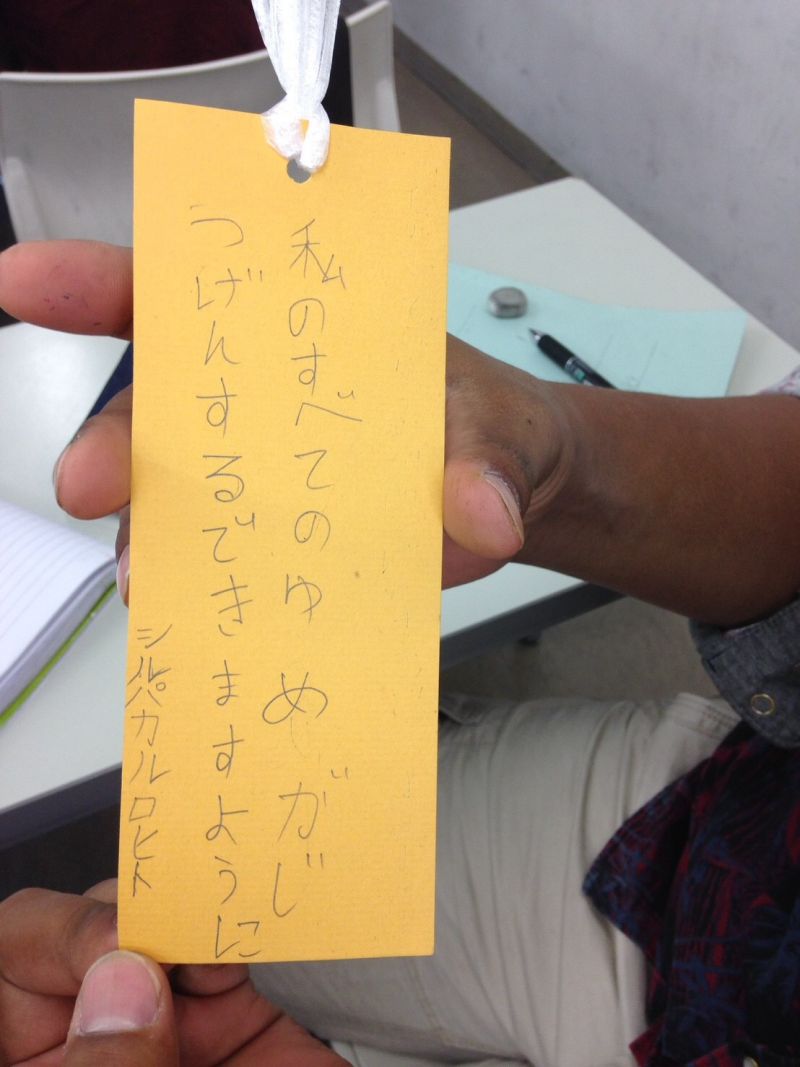 私のすべてのゆめがじ
つげんするできますように
シルパカルロヒト